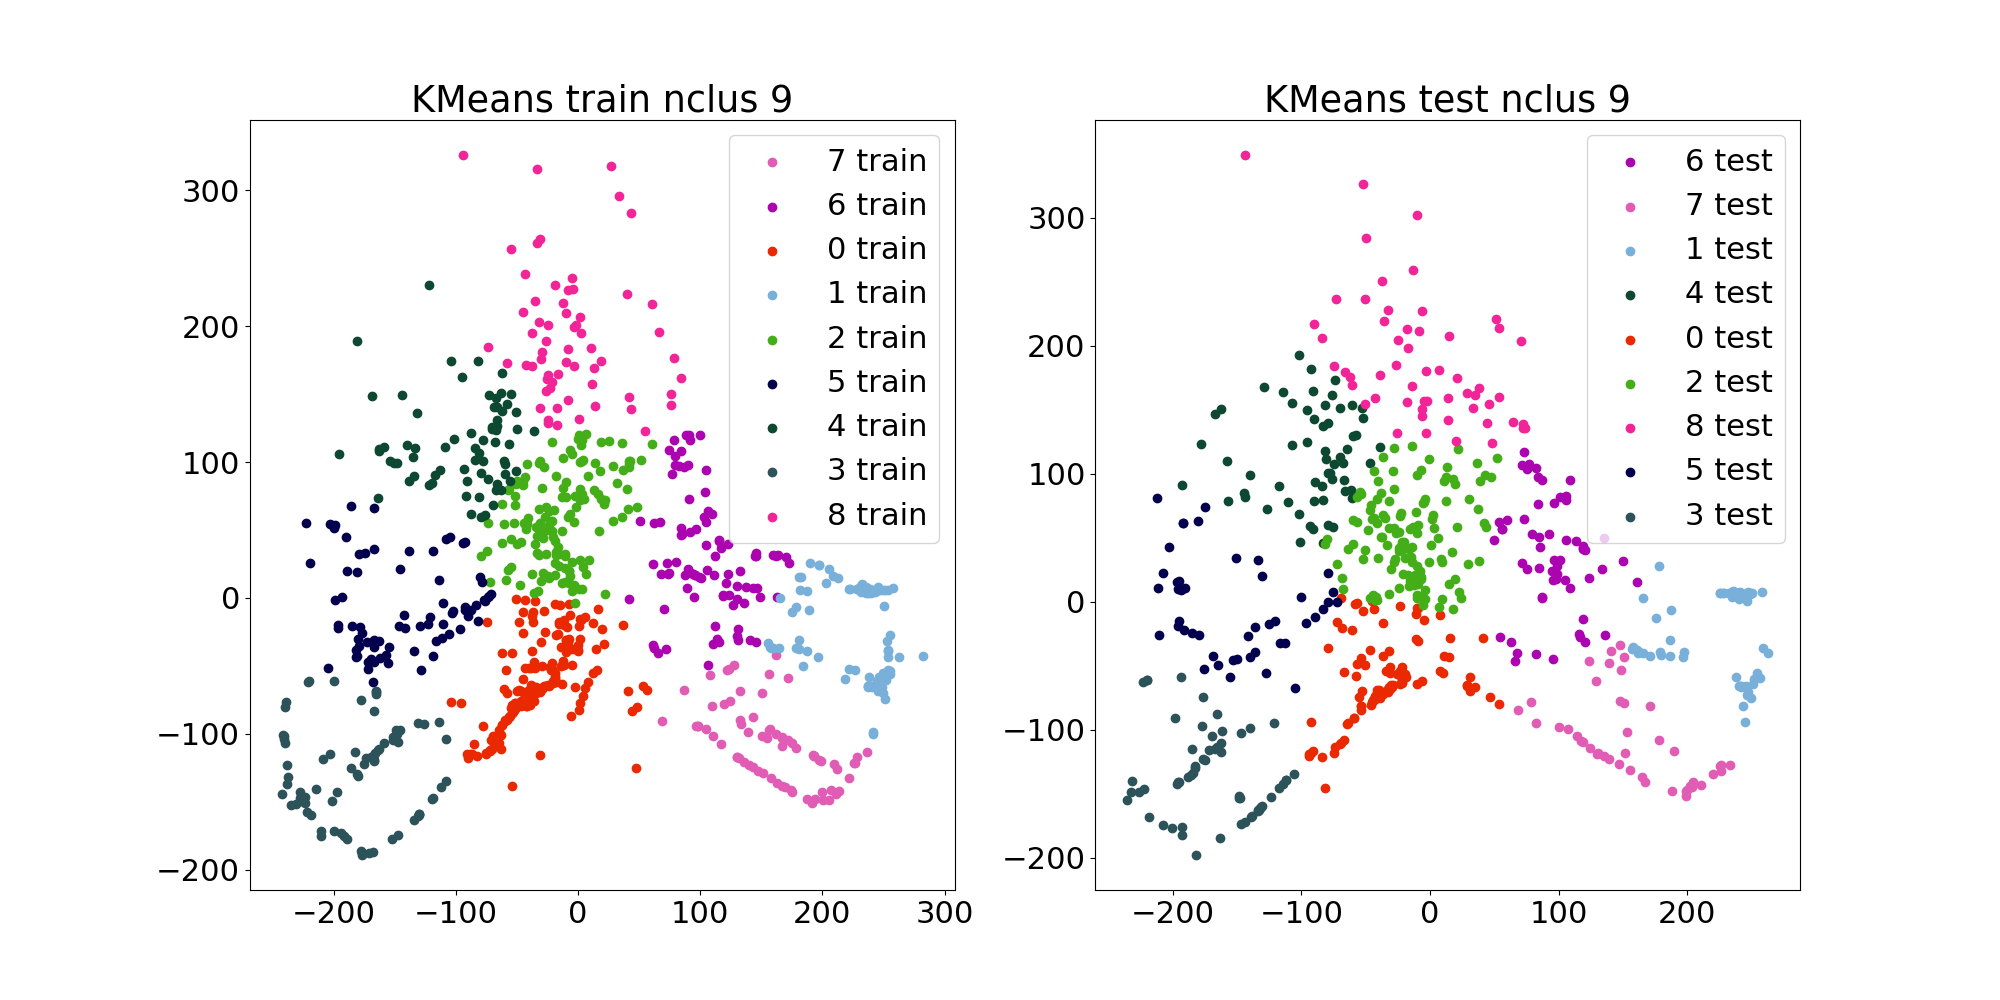 KMeans train nclus 9
7 train
6 train
0 train
1 train
2 train
5 train
4 train
3 train
8 train
300
200
100
0
−100
−200
−200 −100 0 100 200 300
KMeans test nclus 9
6 test
7 test
1 test
4 test
0 test
2 test
8 test
5 test
3 test
300
200
100
0
−100
−200
−200 −100 0 100 200